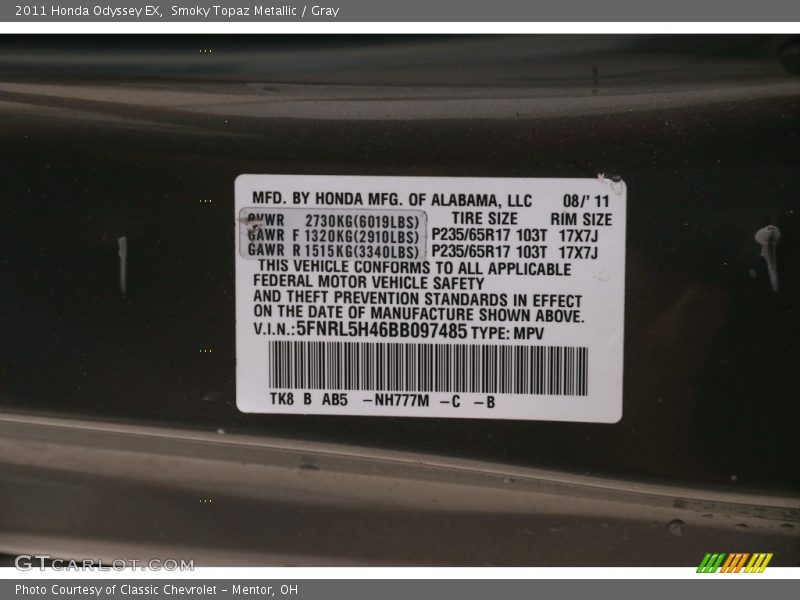 2011 Honda Odyssey EX,  Smoky Topaz Metallic / Gray
MFD. BY HONDA MFG. OF ALABAMA, LLC 08/' 11
GVWR 2730KG(6019LBS) TIRE SIZE RIM SIZE
GAWR F 1320KG(2910LBS) P235/65R17 103T 17X7J
GAWR R 1515KG(3340LBS) P235/65R17 103T 17X7J
THIS VEHICLE CONFORMS TO ALL APPLICABLE
FEDERAL MOTOR VEHICLE SAFETY
AND THEFT PREVENTION STANDARDS IN EFFECT
ON THE DATE OF MANUFACTURE SHOWN ABOVE.
V.I.N.:5FNRL5H46BB097485 TYPE: MPV
TK8 B AB5 -NH777M -C -B
GTCARLOT.COM
Photo Courtesy of Classic Chevrolet – Mentor, OH